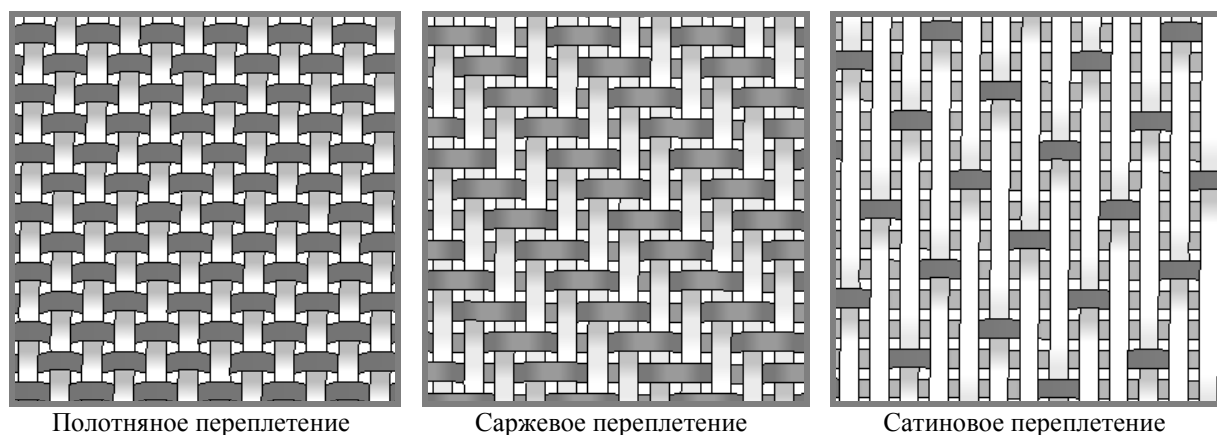 Полотняное переплетение
Саржевое переплетение
Сатиновое переплетение